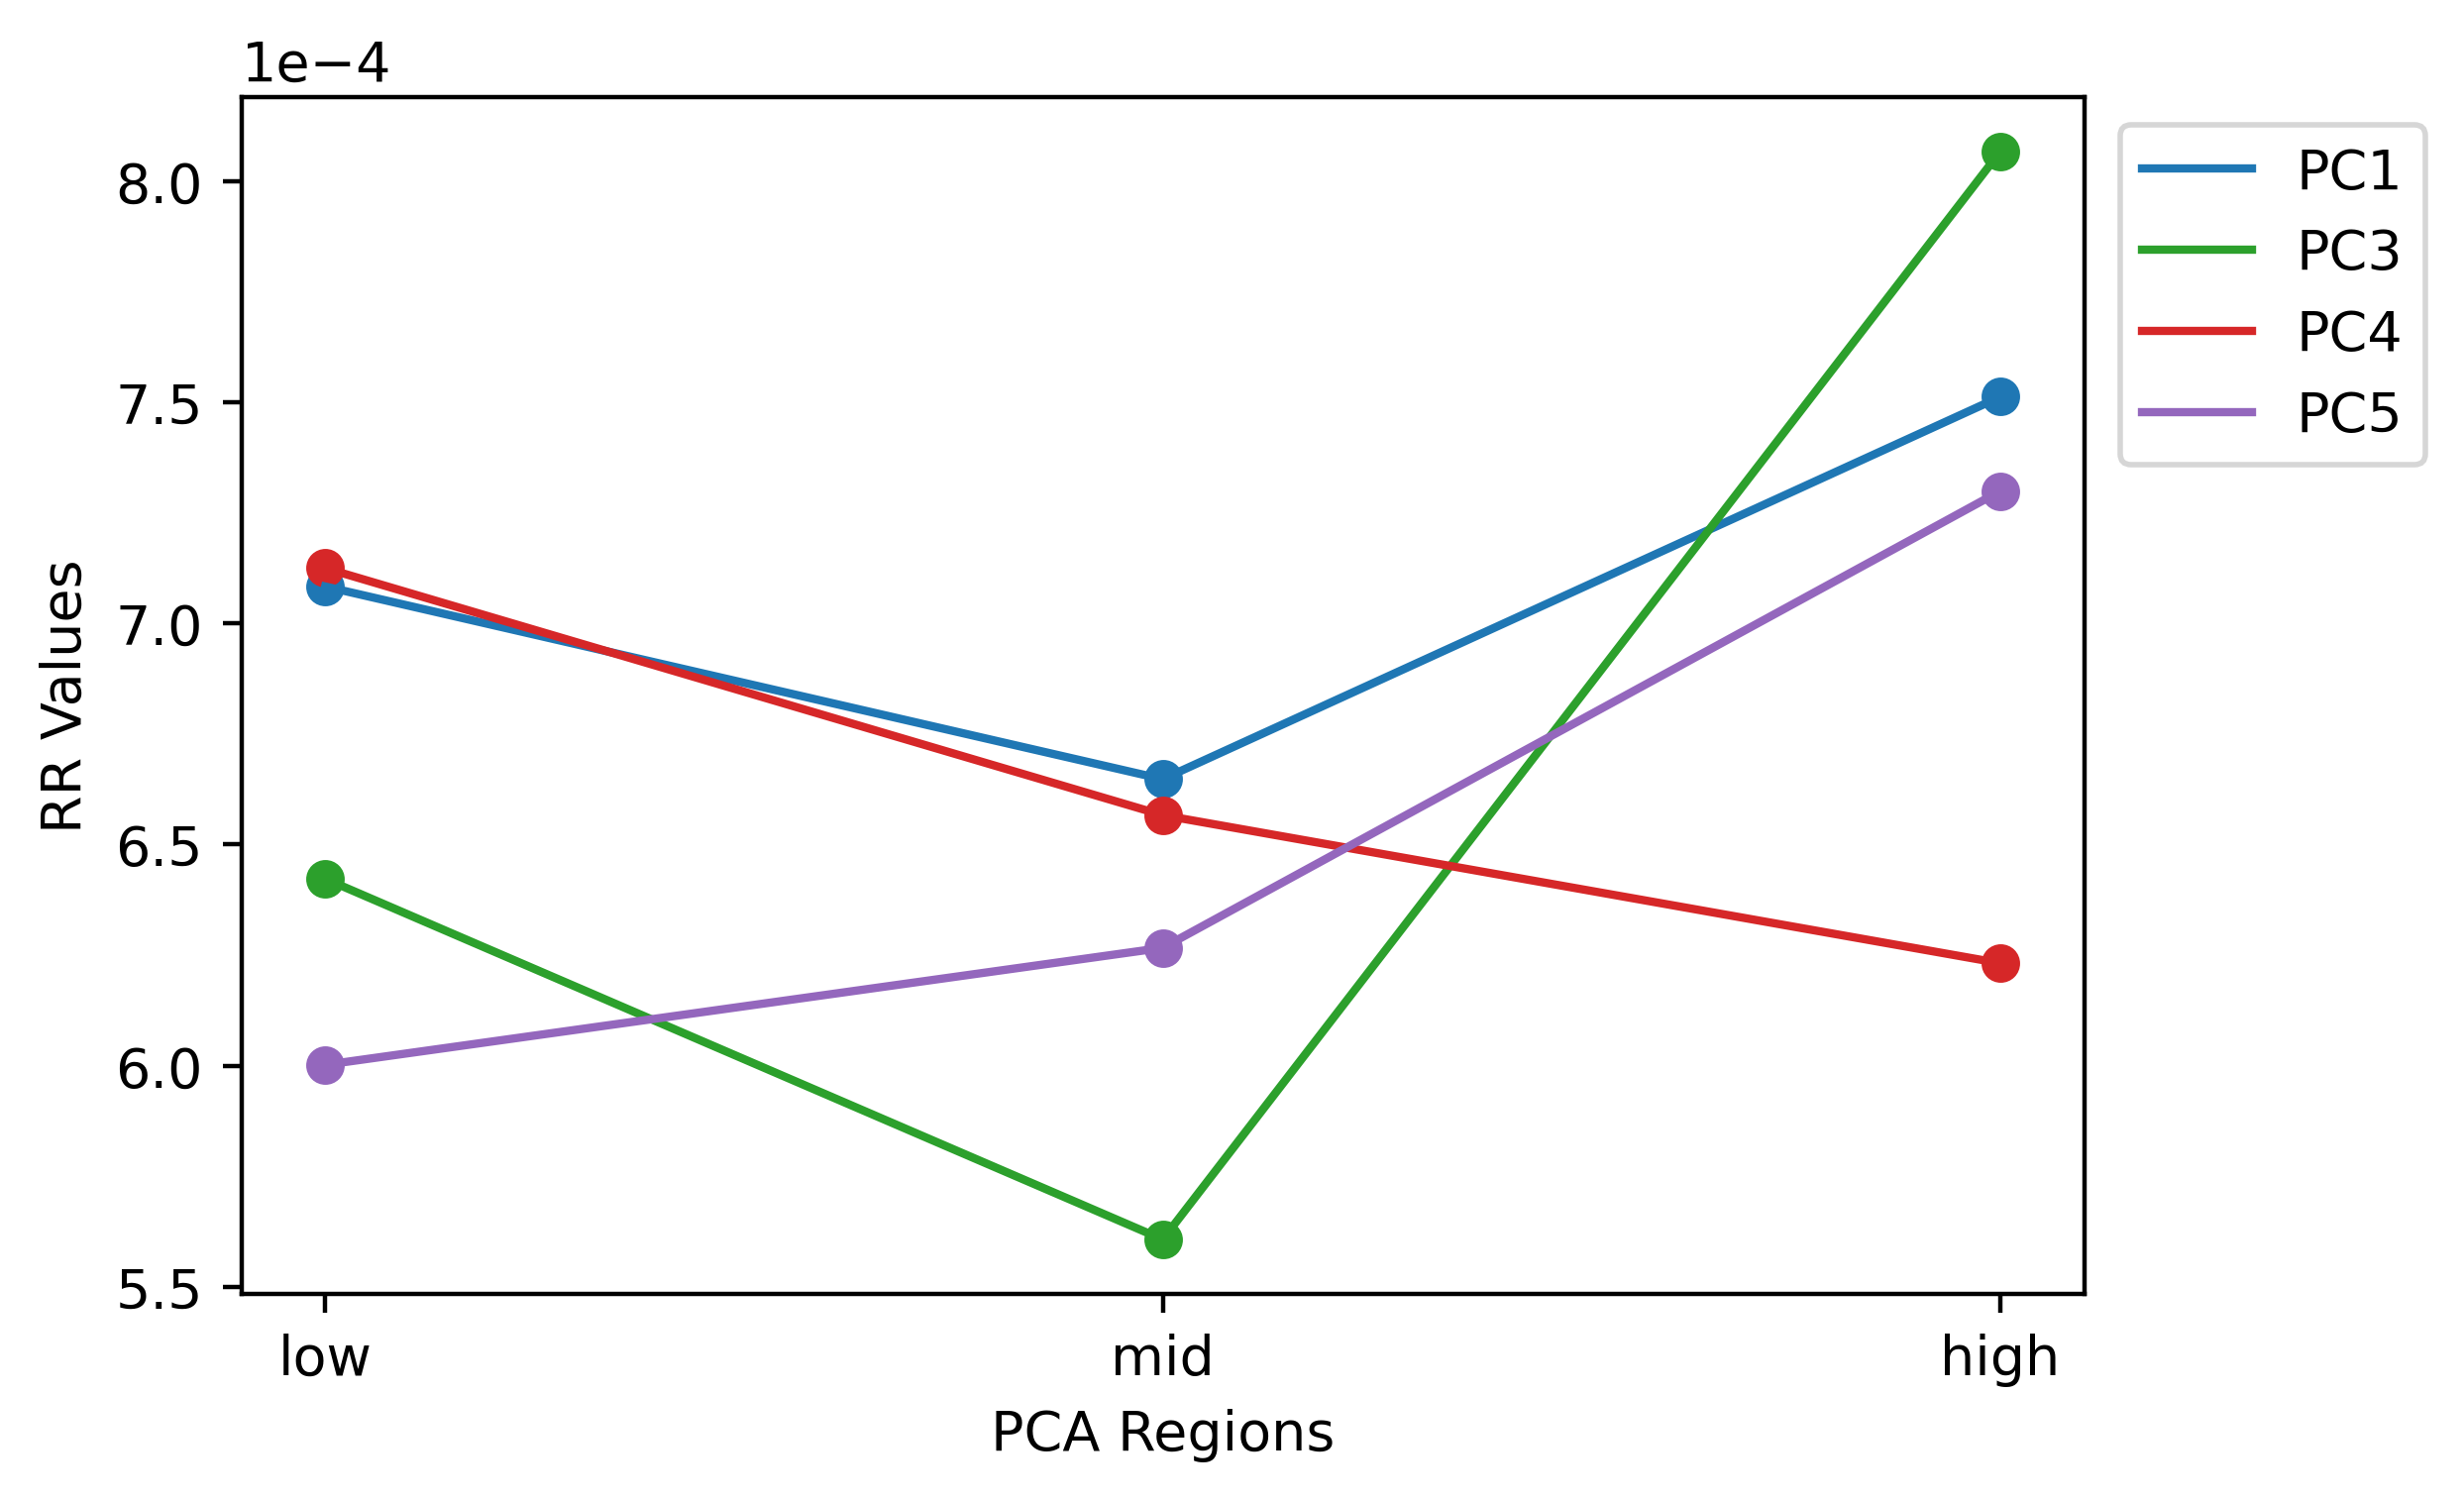 1e−4
8.0
7.5
7.0
6.5
6.0
5.5
RR Values
low
mid
high
PCA Regions
PC1
PC3
PC4
PC5